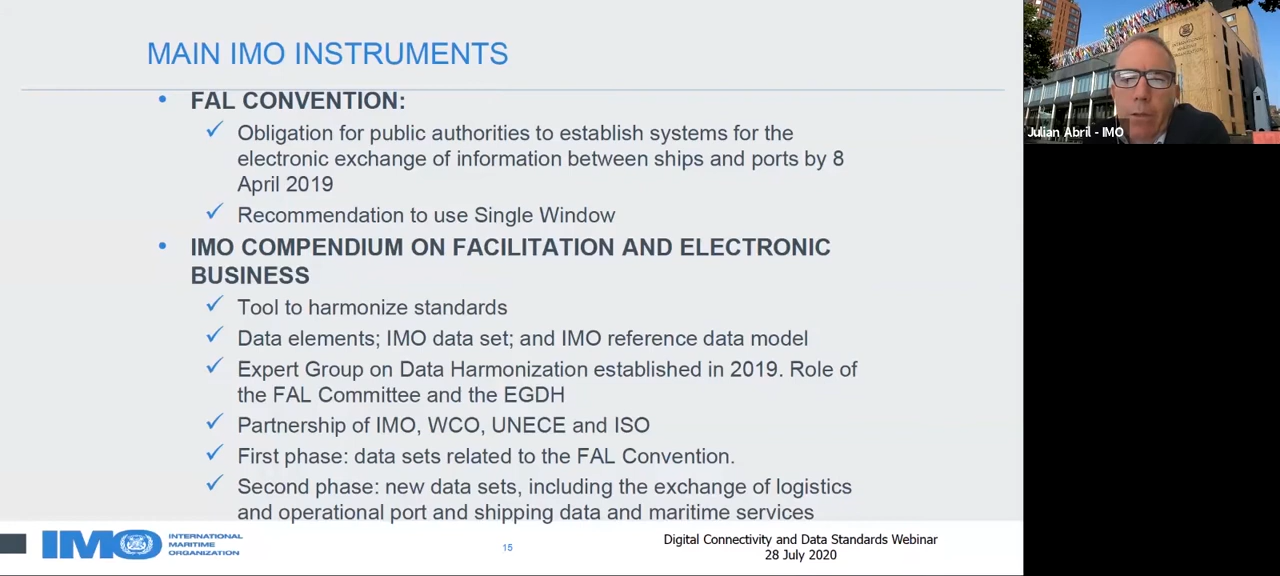 MAIN IMO INSTRUMENTS
FAL CONVENTION:
Obligation for public authorities to establish systems for the
electronic exchange of information between ships and ports by 8
April 2019
Recommendation to use Single Window
IMO COMPENDIUM ON FACILITATION AND ELECTRONIC
BUSINESS
Tool to harmonize standards
Data elements; IMO data set; and IMO reference data model
Expert Group on Data Harmonization established in 2019. Role of
the FAL Committee and the EGDH
Partnership of IMO, WCO, UNECE and ISO
First phase: data sets related to the FAL Convention.
Second phase: new data sets, including the exchange of logistics
and operational port and shipping data and maritime services
IMO
INTERNATIONAL
MARITIME
ORGANIZATION
15
Digital Connectivity and Data Standards Webinar
28 July 2020
INTERNATIONAL
MARITIME
ORGANIZATION
Julian Abril - IMO